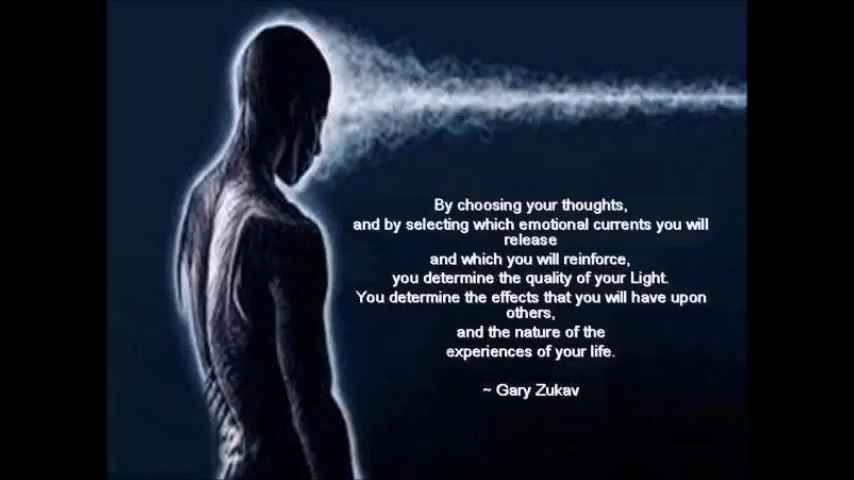 By choosing your thoughts,
and by selecting which emotional currents you will
release
and which you will reinforce,
you determine the quality of your Light.
You determine the effects that you will have upon
others,
and the nature of the
experiences of your life.
~ Gary Zukav